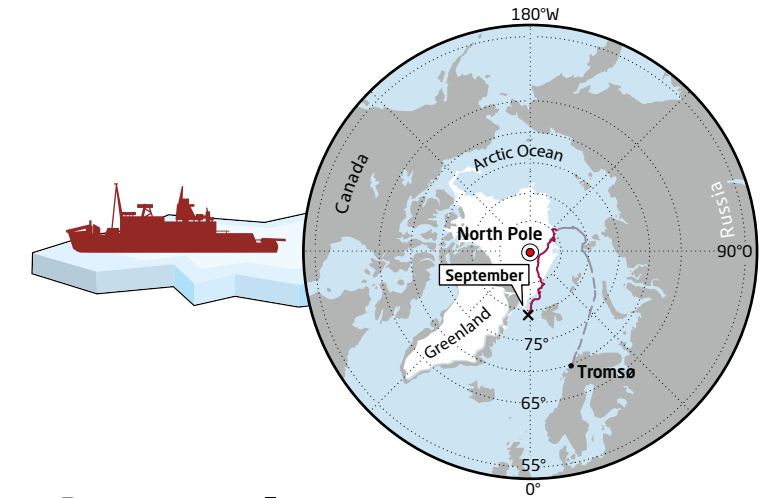 180°W
Arctic Ocean
Canada
Russia
North Pole
90°O
September
Greenland
75°
Tromsø
65°
55°
0°